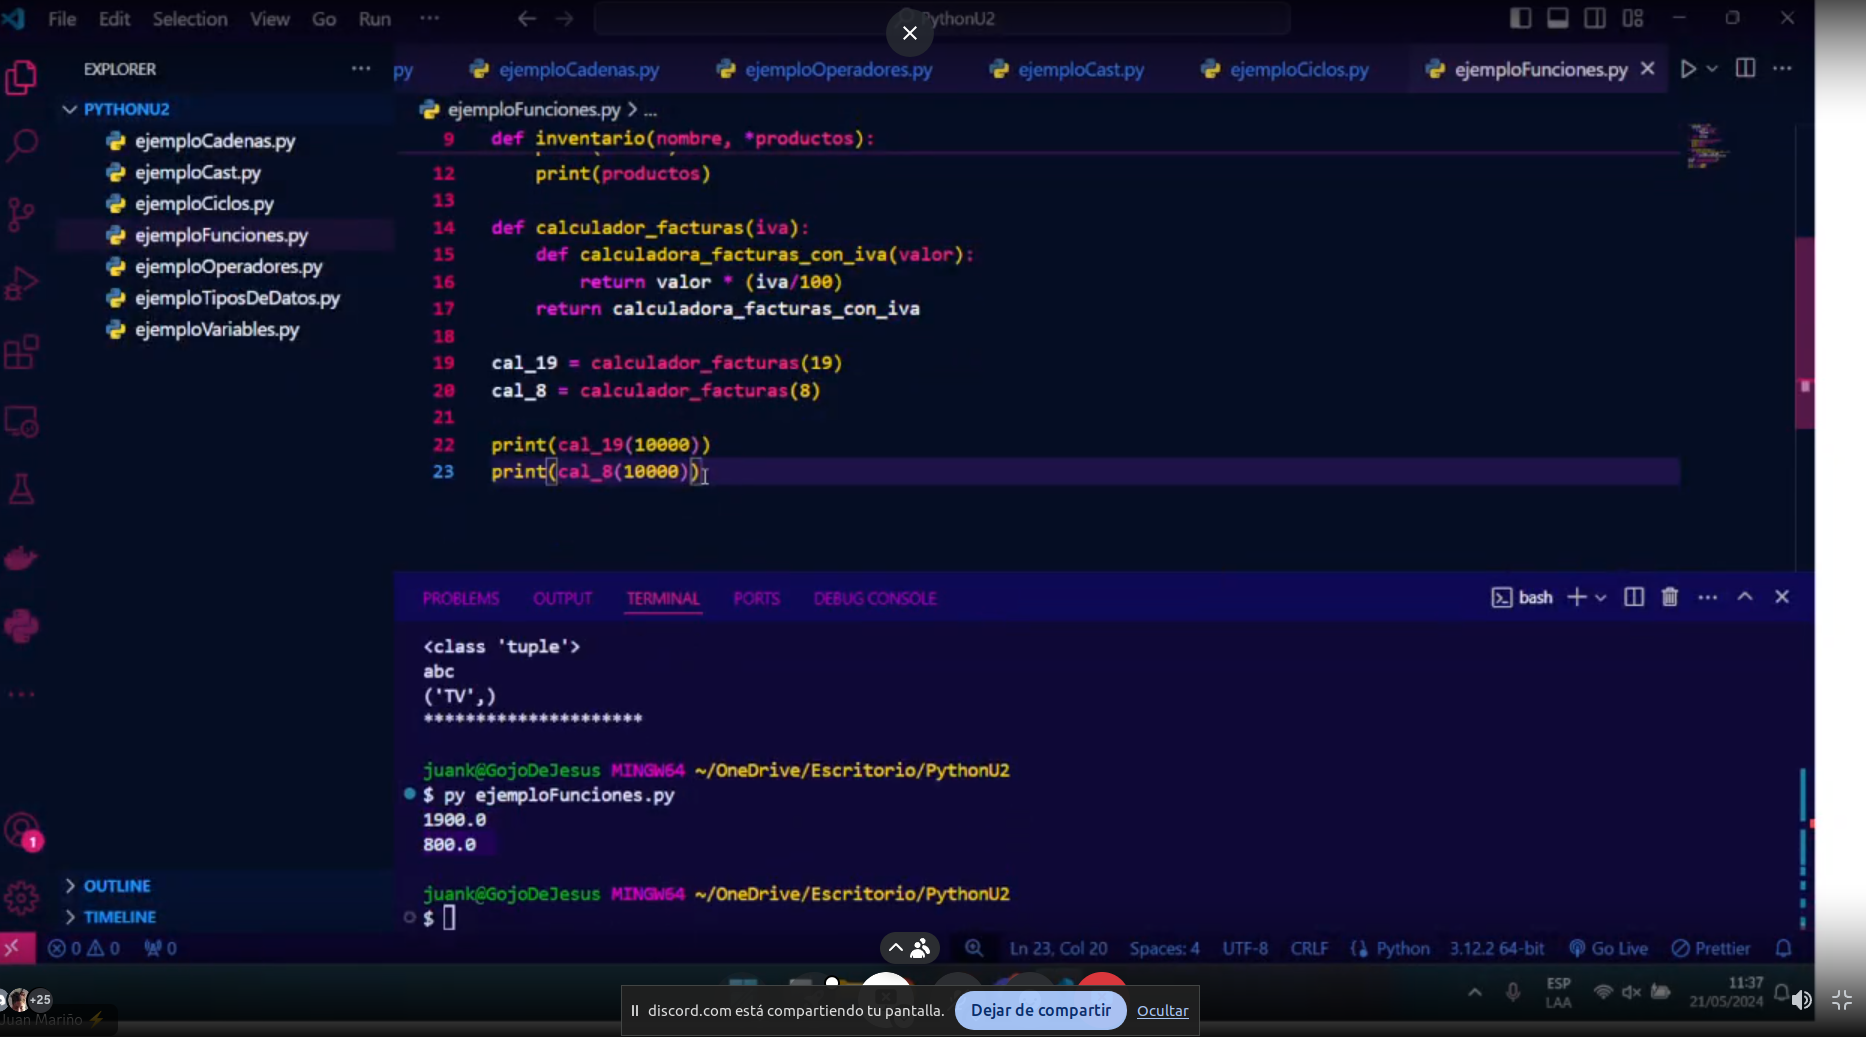 File Edit Selection View Go Run ··· PythonU2
EXPLORER ···
py ejemploCadenas.py ejemploOperadores.py ejemploCast.py ejemploCiclos.py ejemploFunciones.py
PYTHONU2
ejemploCadenas.py
ejemploCast.py
ejemploCiclos.py
ejemploFunciones.py
ejemploOperadores.py
ejemploTiposDeDatos.py
ejemploVariables.py
OUTLINE
TIMELINE
ejemploFunciones.py > ...
9 def inventario(nombre, *productos):
12 print(productos)
13
14 def calculador_facturas(iva):
15 def calculadora_facturas_con_iva(valor):
16 return valor * (iva/100)
17 return calculadora_facturas_con_iva
18
19 cal_19 = calculador_facturas(19)
20 cal_8 = calculador_facturas(8)
21
22 print(cal_19(10000))
23 print(cal_8(10000))
PROBLEMS OUTPUT TERMINAL PORTS DEBUG CONSOLE bash
<class 'tuple'>
abc
('TV',)
*********************
juank@GojoDeJesus MINGW64 ~/OneDrive/Escritorio/PythonU2
$ py ejemploFunciones.py
1900.0
800.0
juank@GojoDeJesus MINGW64 ~/OneDrive/Escritorio/PythonU2
$
1
0 0 0 Ln 23, Col 20 Spaces: 4 UTF-8 CRLF Python 3.12.2 64-bit Go Live Prettier
ESP
LAA
11:37
21/05/2024
+25
Juan Mariño
discord.com está compartiendo tu pantalla. Dejar de compartir Ocultar